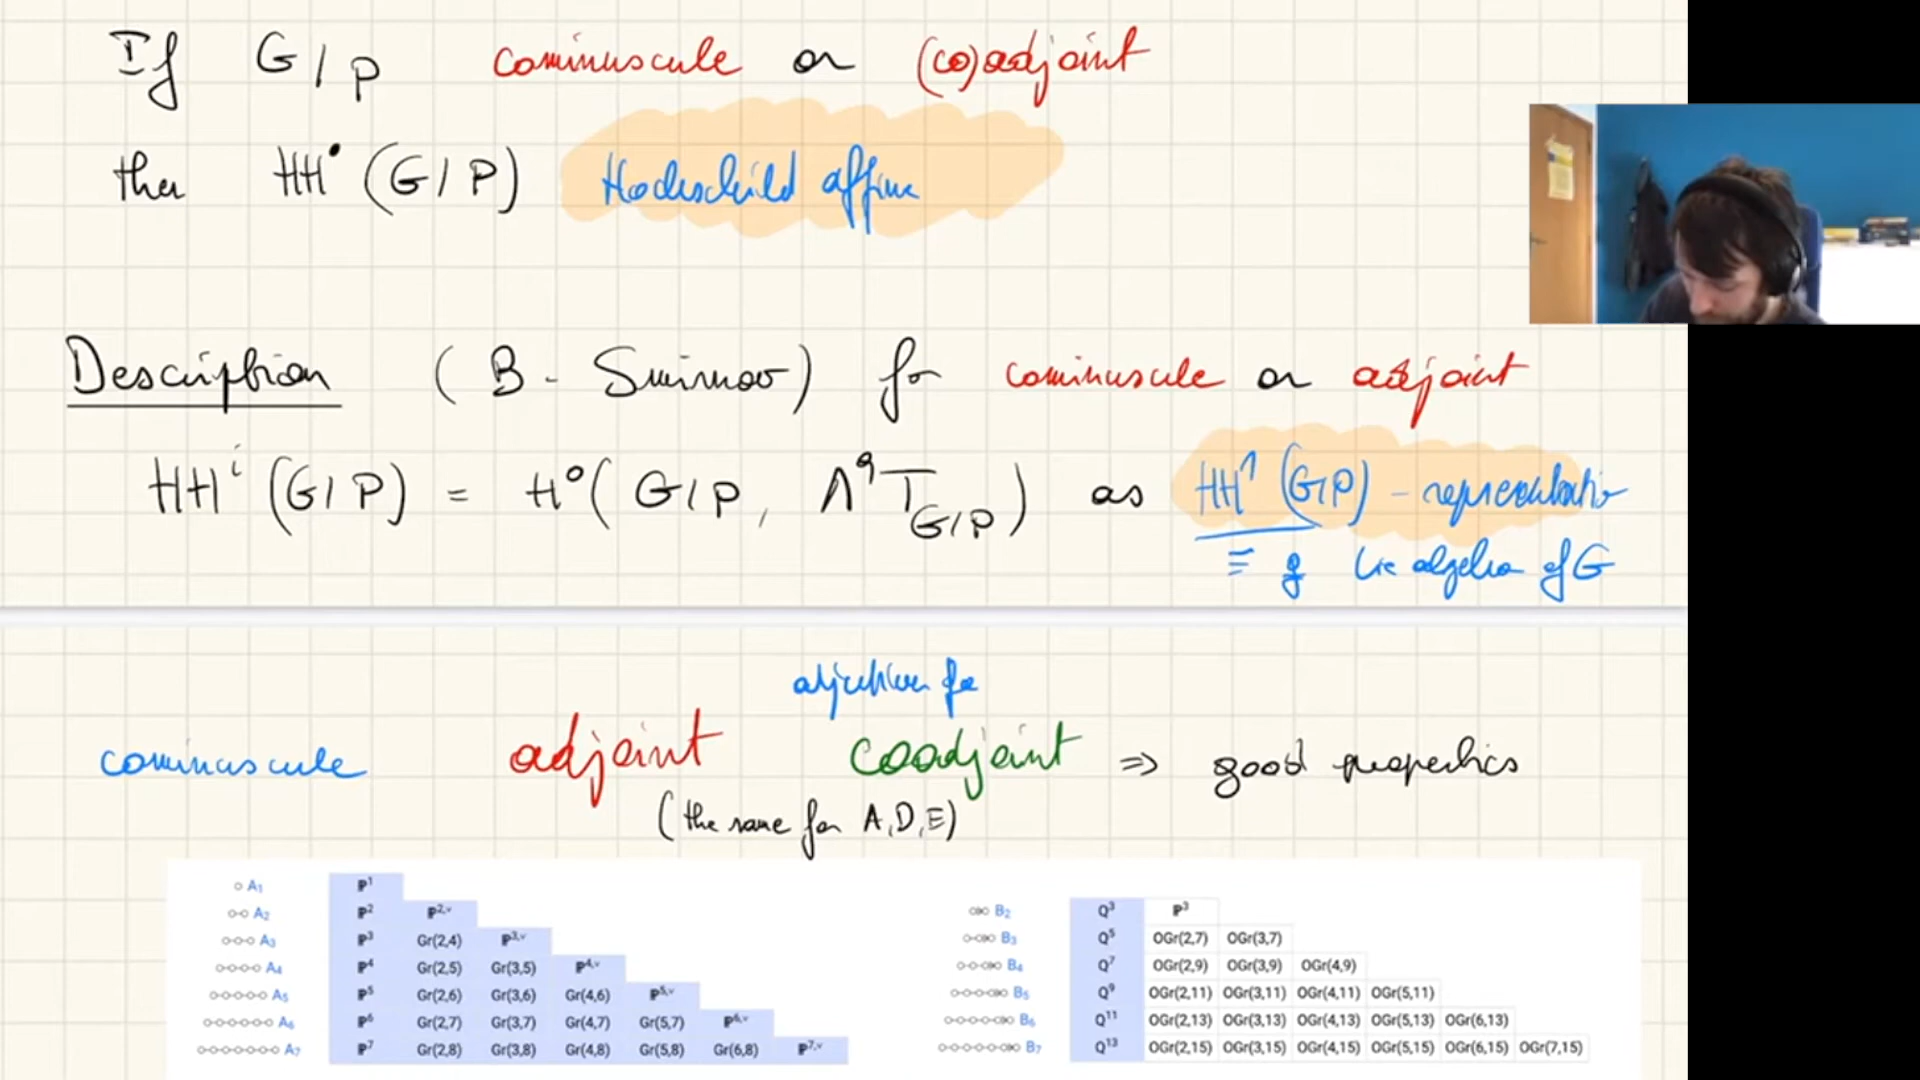 If G/P cominuscule or (co)adjoint
then HH^•(G/P) Hochschild affine
Description (B - Smirnov) for cominuscule or adjoint
HH^i(G/P) = H^0(G/P, Λ^q T_{G/P}) as HH^1(G/P) - representation
≡ g Lie algebra of G
adjectives for
cominuscule adjoint coadjoint ⇒ good properties
(the same for A,D,E)
A₁ P¹
A₂ P² P²,ᵛ
A₃ P³ Gr(2,4) P³,ᵛ
A₄ P⁴ Gr(2,5) Gr(3,5) P⁴,ᵛ
A₅ P⁵ Gr(2,6) Gr(3,6) Gr(4,6) P⁵,ᵛ
A₆ P⁶ Gr(2,7) Gr(3,7) Gr(4,7) Gr(5,7) P⁶,ᵛ
A₇ P⁷ Gr(2,8) Gr(3,8) Gr(4,8) Gr(5,8) Gr(6,8) P⁷,ᵛ
B₂ Q³ P³
B₃ Q⁵ OGr(2,7) OGr(3,7)
B₄ Q⁷ OGr(2,9) OGr(3,9) OGr(4,9)
B₅ Q⁹ OGr(2,11) OGr(3,11) OGr(4,11) OGr(5,11)
B₆ Q¹¹ OGr(2,13) OGr(3,13) OGr(4,13) OGr(5,13) OGr(6,13)
B₇ Q¹³ OGr(2,15) OGr(3,15) OGr(4,15) OGr(5,15) OGr(6,15) OGr(7,15)